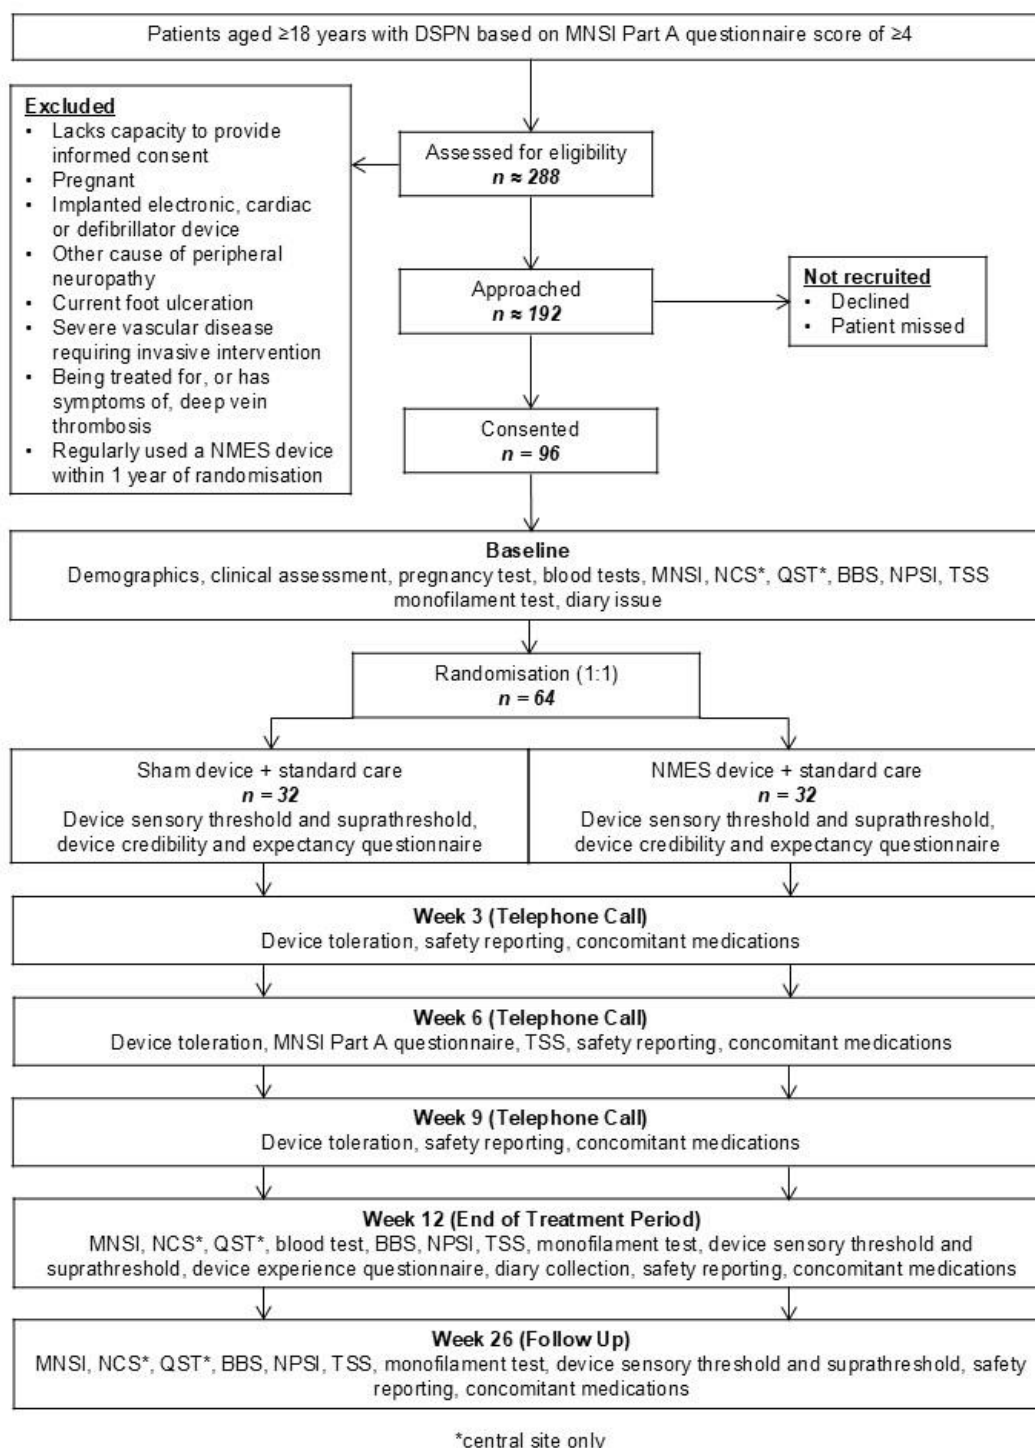 Patients aged ≥18 years with DSPN based on MNSI Part A questionnaire score of ≥4
Excluded
• Lacks capacity to provide
informed consent
• Pregnant
• Implanted electronic, cardiac
or defibrillator device
• Other cause of peripheral
neuropathy
• Current foot ulceration
• Severe vascular disease
requiring invasive intervention
• Being treated for, or has
symptoms of, deep vein
thrombosis
• Regularly used a NMES device
within 1 year of randomisation
Assessed for eligibility
n ≈ 288
Approached
n ≈ 192
Not recruited
• Declined
• Patient missed
Consented
n = 96
Baseline
Demographics, clinical assessment, pregnancy test, blood tests, MNSI, NCS*, QST*, BBS, NPSI, TSS
monofilament test, diary issue
Randomisation (1:1)
n = 64
Sham device + standard care
n = 32
Device sensory threshold and suprathreshold,
device credibility and expectancy questionnaire
NMES device + standard care
n = 32
Device sensory threshold and suprathreshold,
device credibility and expectancy questionnaire
Week 3 (Telephone Call)
Device toleration, safety reporting, concomitant medications
Week 6 (Telephone Call)
Device toleration, MNSI Part A questionnaire, TSS, safety reporting, concomitant medications
Week 9 (Telephone Call)
Device toleration, safety reporting, concomitant medications
Week 12 (End of Treatment Period)
MNSI, NCS*, QST*, blood test, BBS, NPSI, TSS, monofilament test, device sensory threshold and
suprathreshold, device experience questionnaire, diary collection, safety reporting, concomitant medications
Week 26 (Follow Up)
MNSI, NCS*, QST*, BBS, NPSI, TSS, monofilament test, device sensory threshold and suprathreshold, safety
reporting, concomitant medications
*central site only